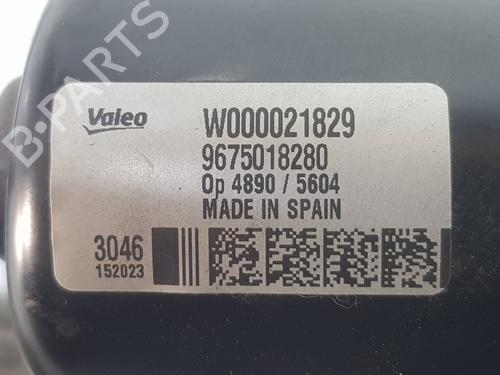 B-PARTS
Valeo
W000021829
9675018280
Op 4890 / 5604
MADE IN SPAIN
3046
152023